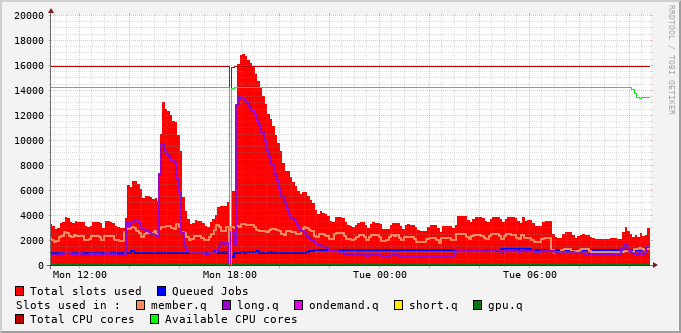 20000
18000
16000
14000
12000
10000
8000
6000
4000
2000
0
Mon 12:00 Mon 18:00 Tue 00:00 Tue 06:00
Total slots used Queued Jobs
Slots used in : member.q long.q ondemand.q short.q gpu.q
Total CPU cores Available CPU cores
RRDTOOL / TOBI OETIKER